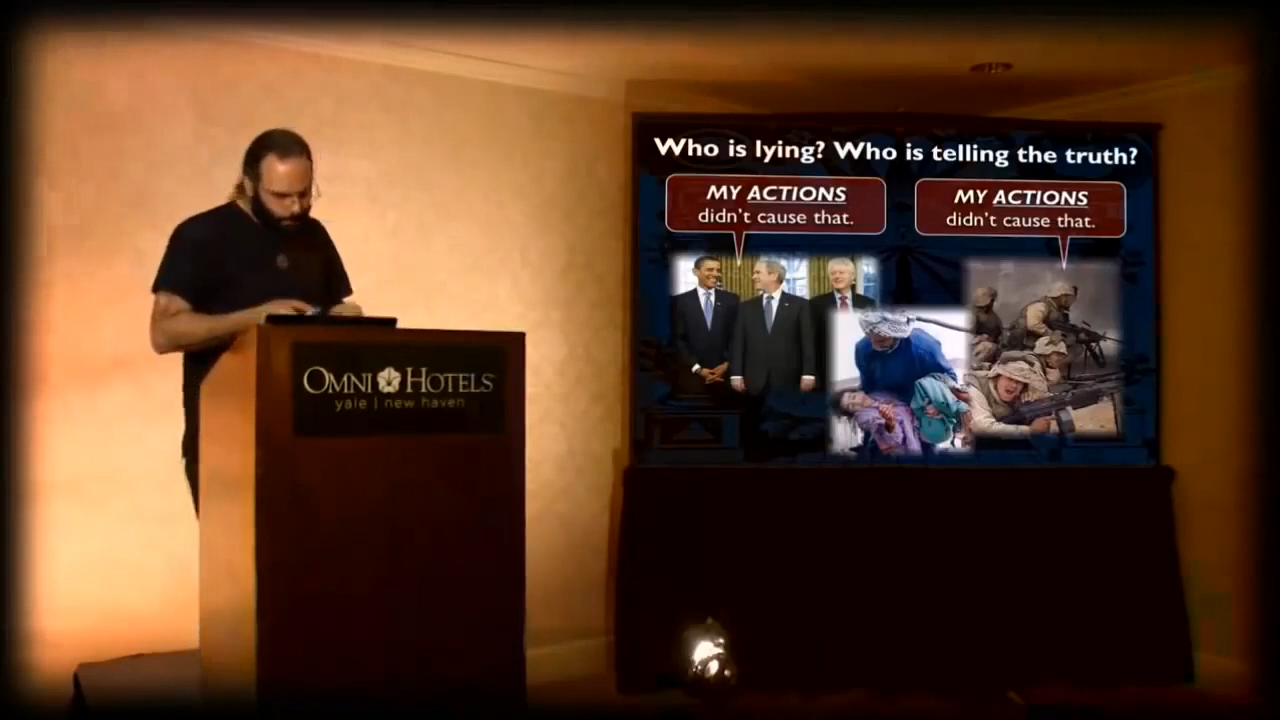 Who is lying? Who is telling the truth?
MY ACTIONS
didn't cause that.
MY ACTIONS
didn't cause that.
OMNI HOTELS
yale | new haven